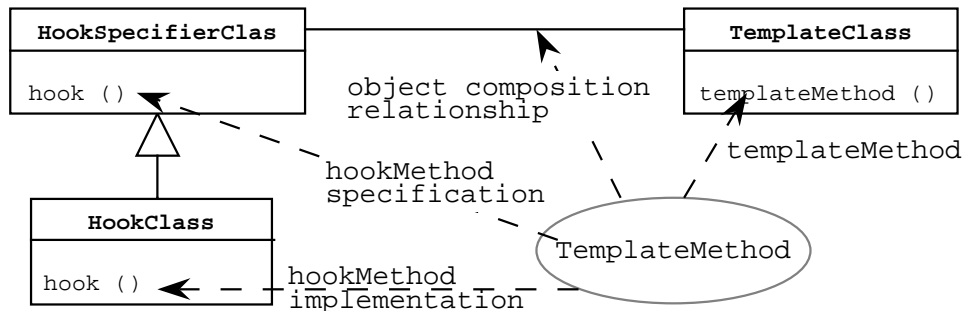 HookSpecifierClas
TemplateClass
hook ()
object composition
relationship
templateMethod ()
templateMethod
hookMethod
specification
HookClass
TemplateMethod
hook ()
hookMethod
implementation